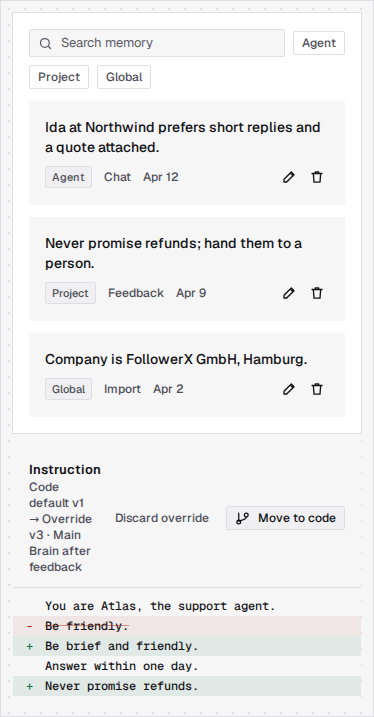 Search memory
Agent
Project
Global
Ida at Northwind prefers short replies and
a quote attached.
Agent Chat Apr 12
Never promise refunds; hand them to a
person.
Project Feedback Apr 9
Company is FollowerX GmbH, Hamburg.
Global Import Apr 2
Instruction
Code
default v1
→ Override
v3 · Main
Brain after
feedback
Discard override
Move to code
You are Atlas, the support agent.
- Be friendly.
+ Be brief and friendly.
Answer within one day.
+ Never promise refunds.